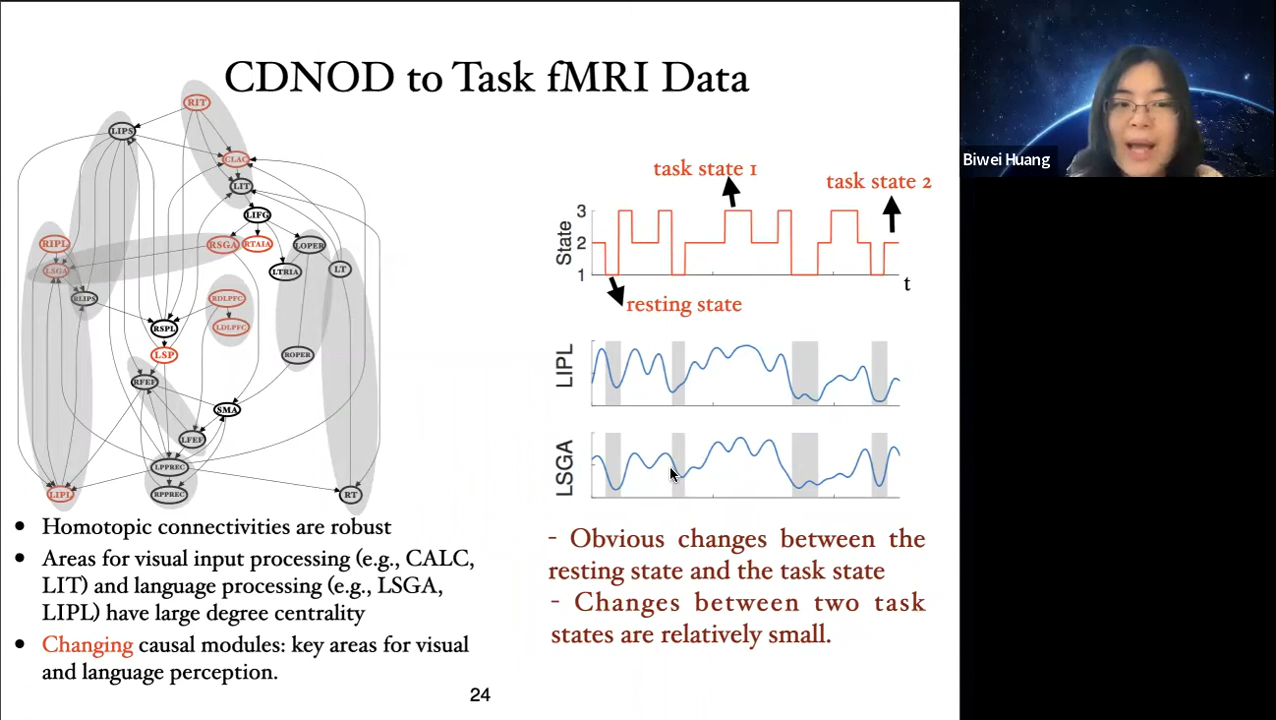 CDNOD to Task fMRI Data
RIT
LIPS
CLAC
LIT
LIFG
RIPL
RSGA
RTAIA
LOPER
LSGA
LTRIA
LT
RLIPS
RDLPFC
RSPL
LDLPFC
LSP
ROPER
RFEF
SMA
LFEF
LPPREC
LIPL
RPPREC
RT
• Homotopic connectivities are robust
• Areas for visual input processing (e.g., CALC,
LIT) and language processing (e.g., LSGA,
LIPL) have large degree centrality
• Changing causal modules: key areas for visual
and language perception.
24
task state 1
task state 2
State
3
2
1
t
resting state
LIPL
LSGA
- Obvious changes between the
resting state and the task state
- Changes between two task
states are relatively small.
Biwei Huang